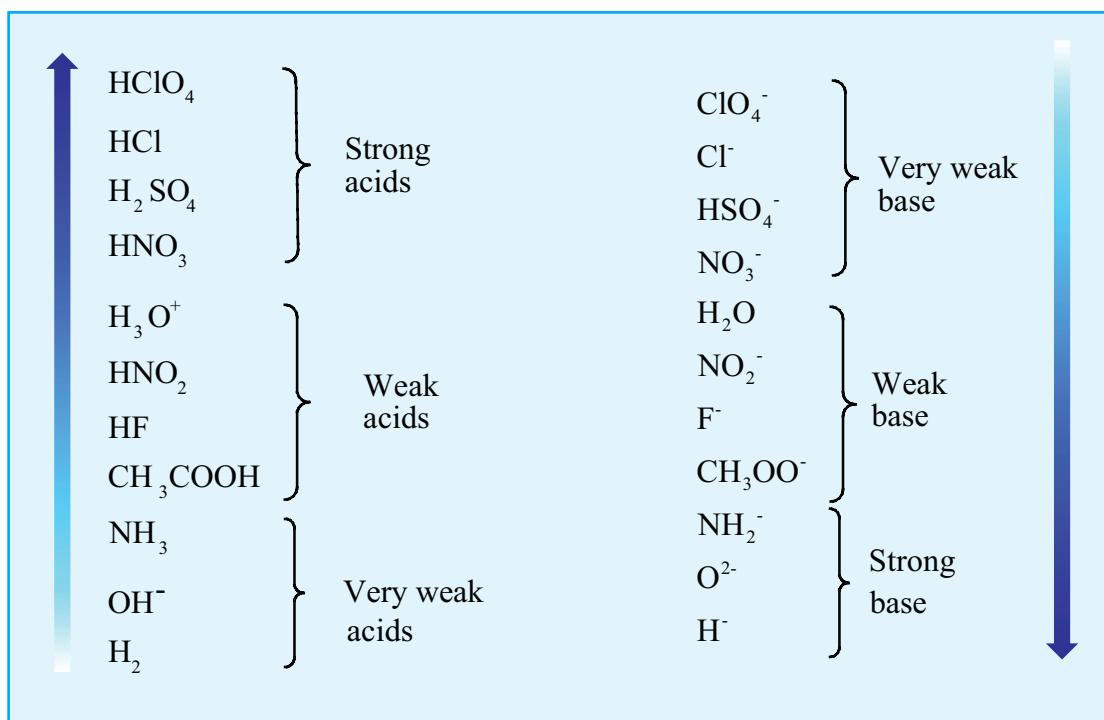 HClO₄
HCl
H₂SO₄
HNO₃
Strong
acids
H₃O⁺
HNO₂
HF
CH₃COOH
Weak
acids
NH₃
OH⁻
H₂
Very weak
acids
ClO₄⁻
Cl⁻
HSO₄⁻
NO₃⁻
Very weak
base
H₂O
NO₂⁻
F⁻
CH₃OO⁻
Weak
base
NH₂⁻
O²⁻
H⁻
Strong
base